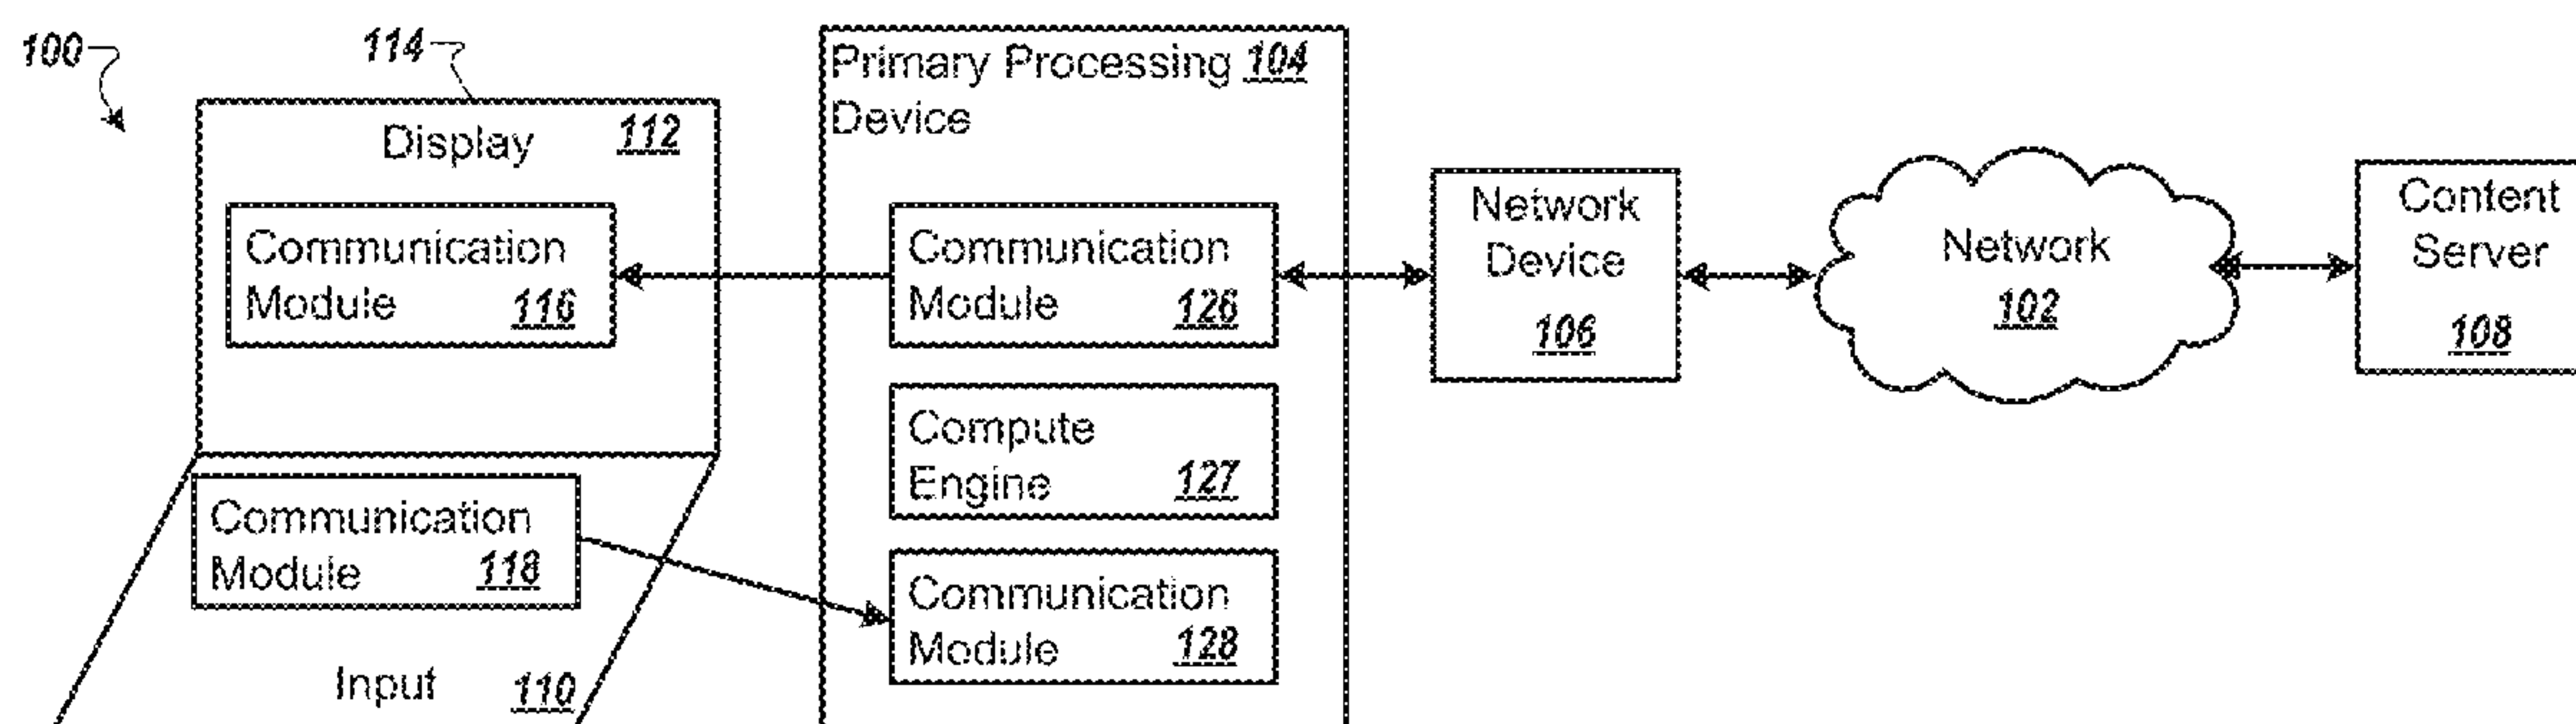 100
114
Display 112
Communication
Module 116
Communication
Module 118
Input 110
Primary Processing 104
Device
Communication
Module 126
Compute
Engine 127
Communication
Module 128
Network
Device
106
Network
102
Content
Server
108